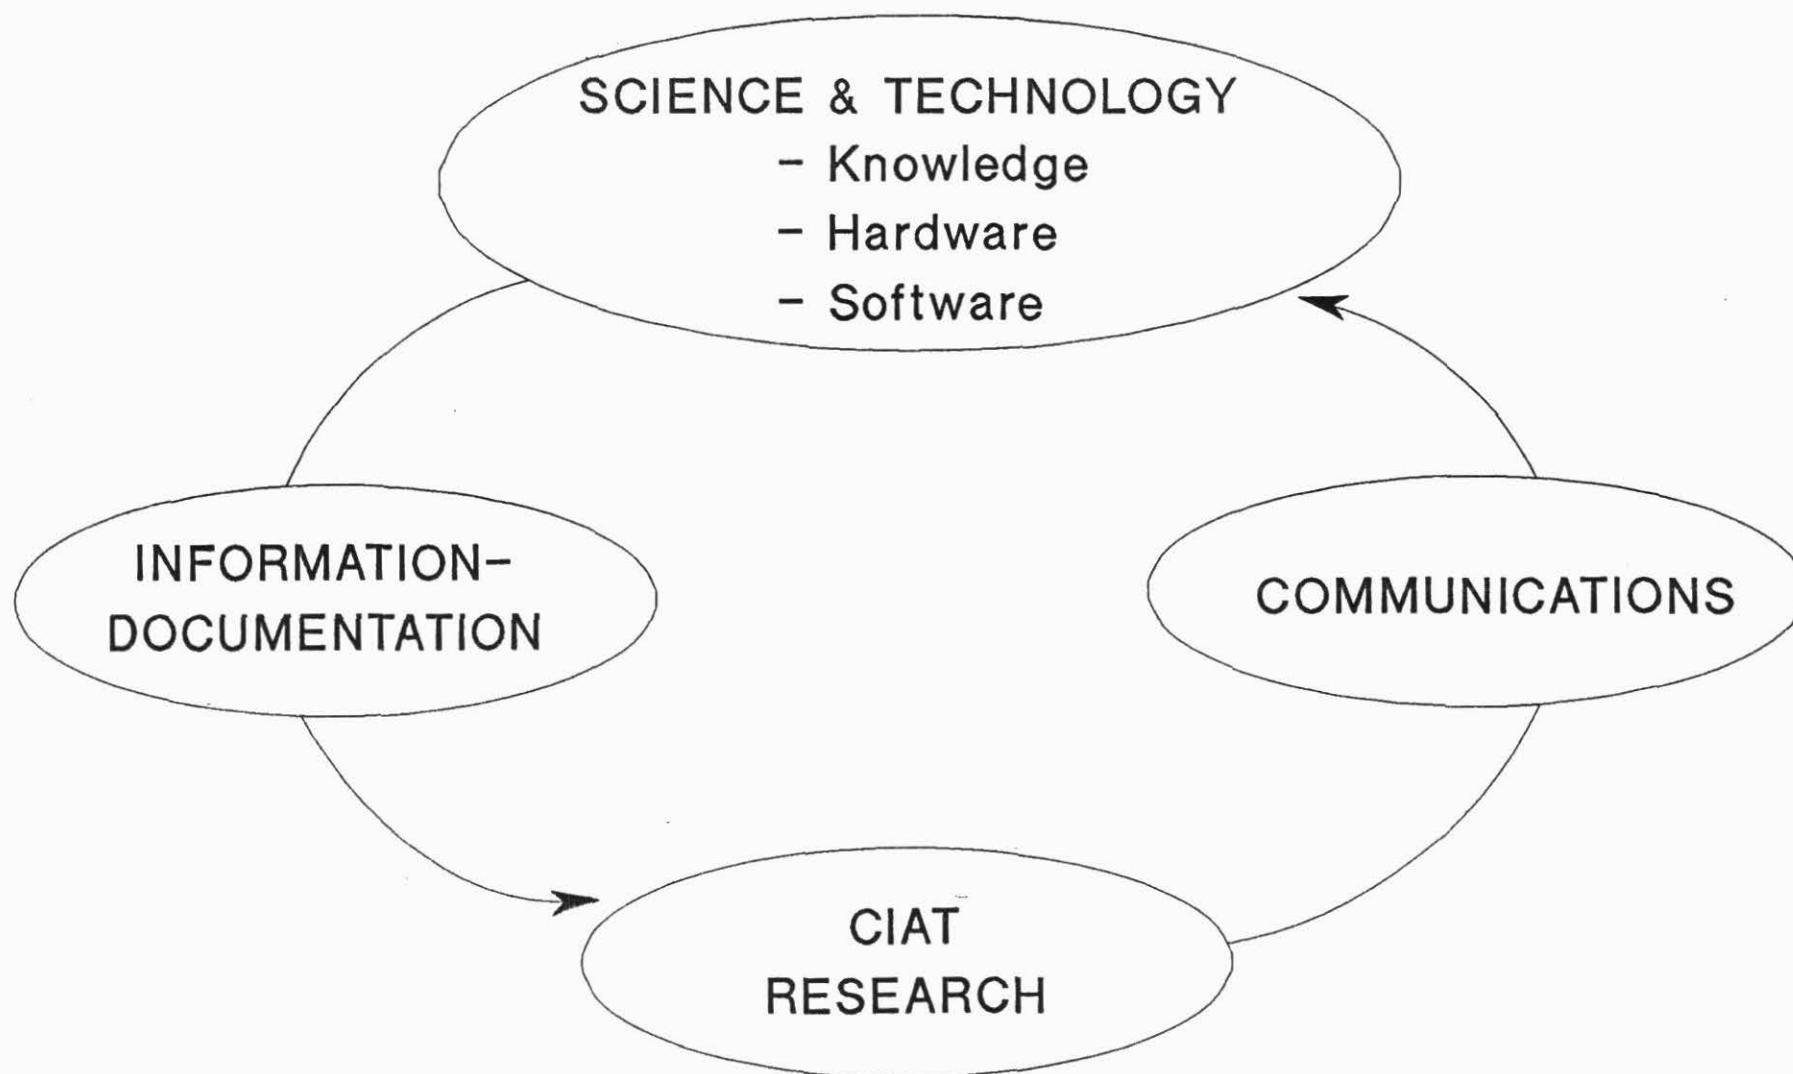 SCIENCE & TECHNOLOGY
– Knowledge
– Hardware
– Software
INFORMATION–
DOCUMENTATION
COMMUNICATIONS
CIAT
RESEARCH